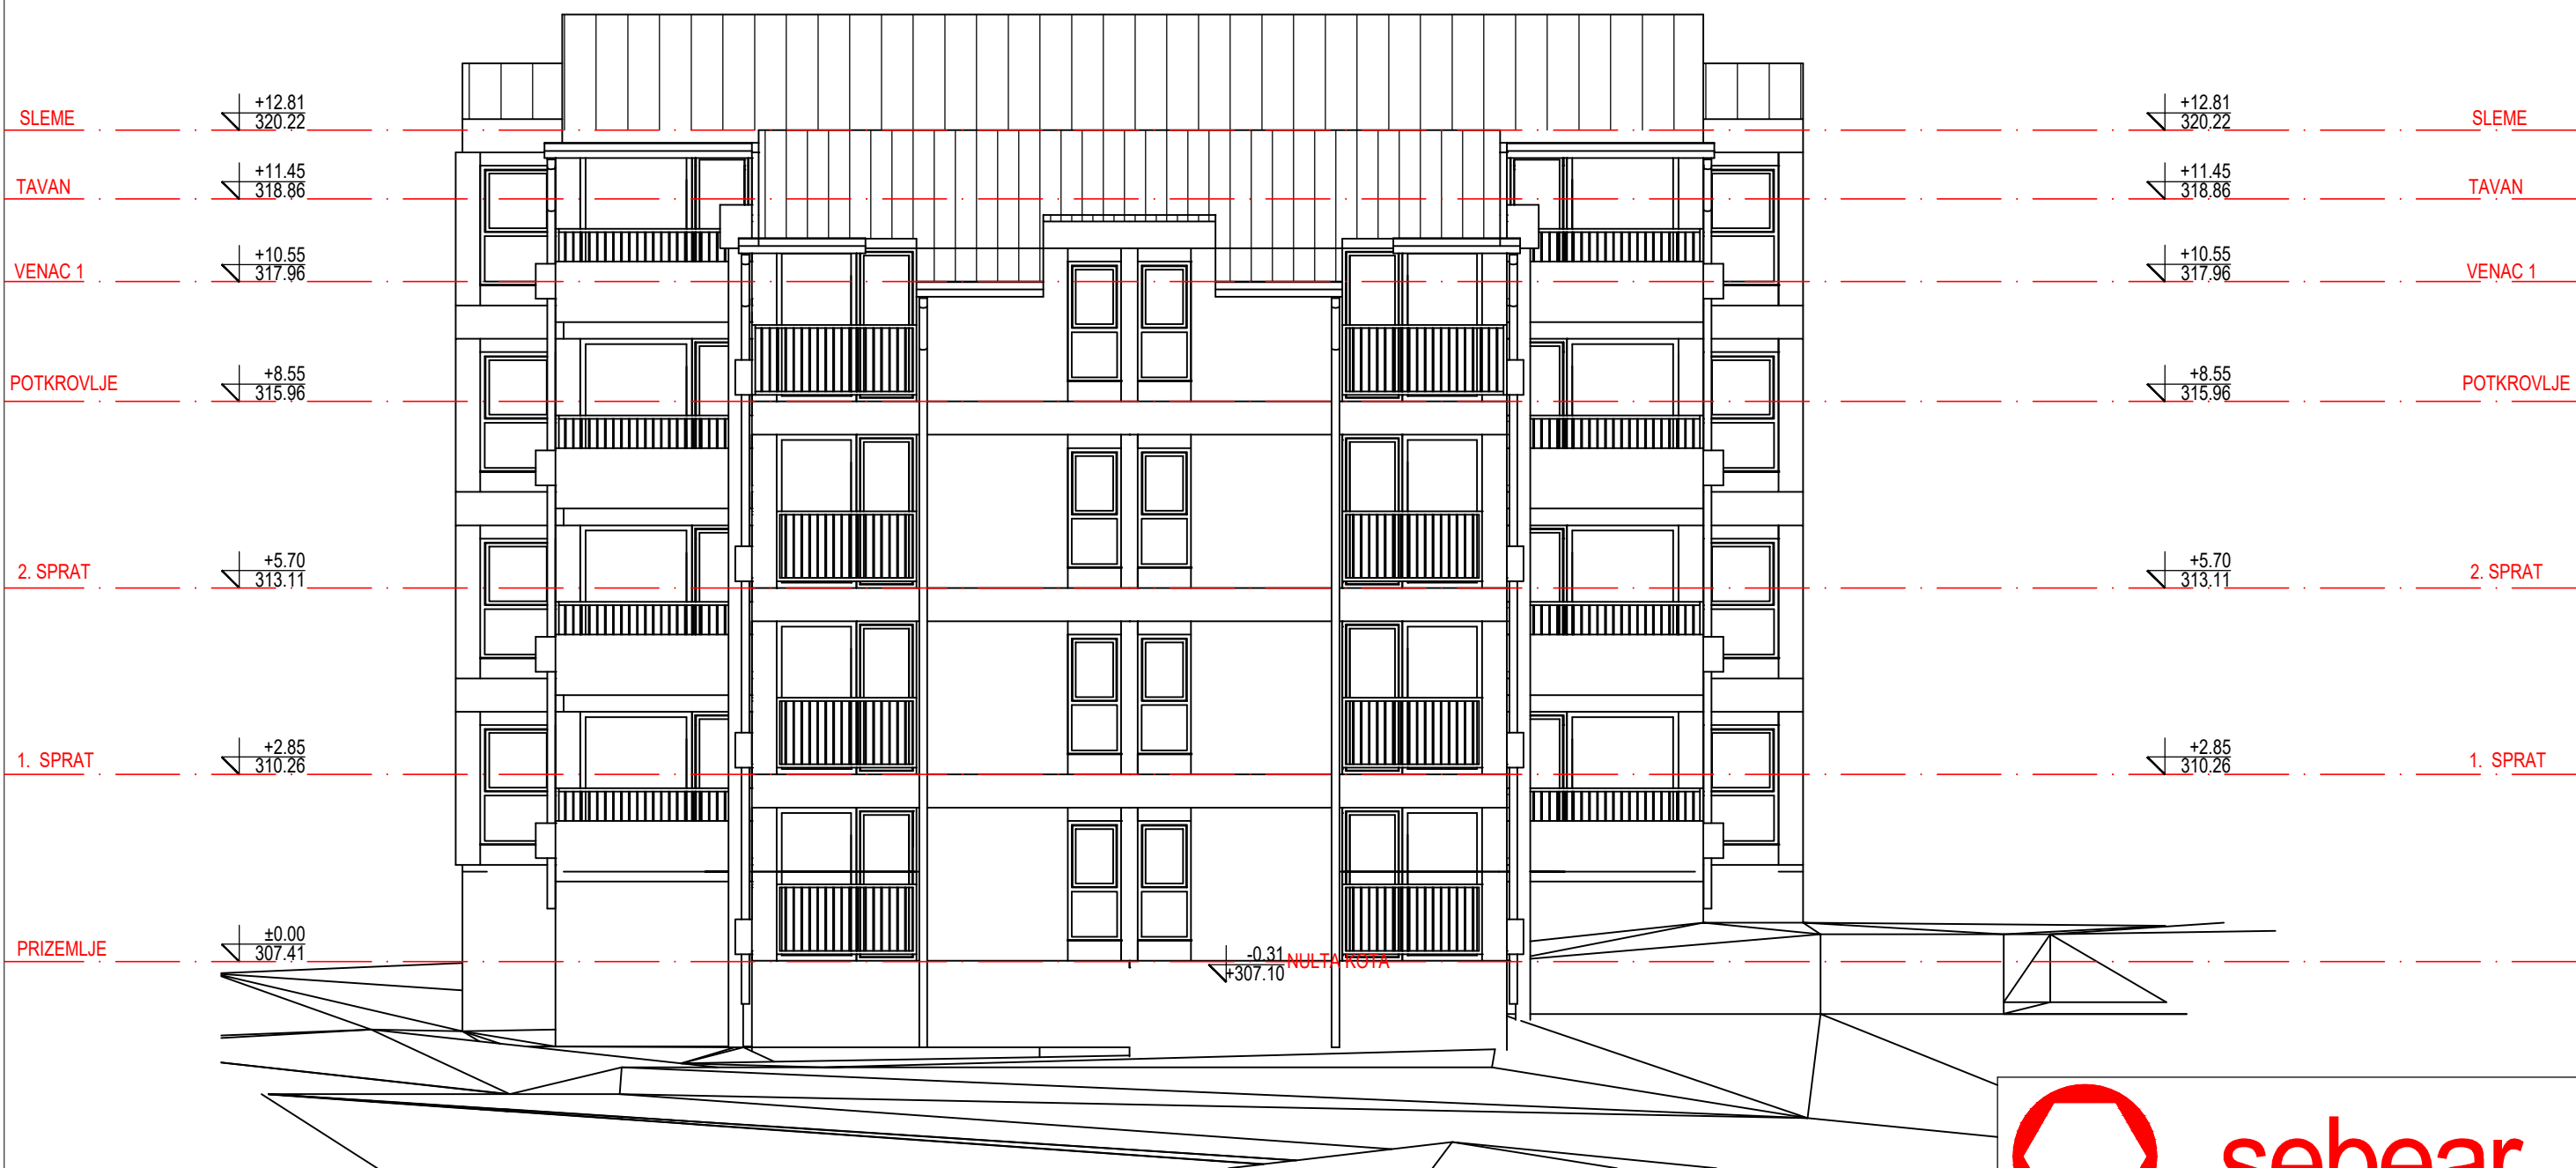 SLEME +12.81 +12.81 SLEME
320.22 320.22
TAVAN +11.45 +11.45 TAVAN
318.86 318.86
VENAC 1 +10.55 +10.55 VENAC 1
317.96 317.96
POTKROVLJE +8.55 +8.55 POTKROVLJE
315.96 315.96
2. SPRAT +5.70 +5.70 2. SPRAT
313.11 313.11
1. SPRAT +2.85 +2.85 1. SPRAT
310.26 310.26
PRIZEMLJE ±0.00
307.41
-0.31 NULTA KOTA
+307.10
sebear